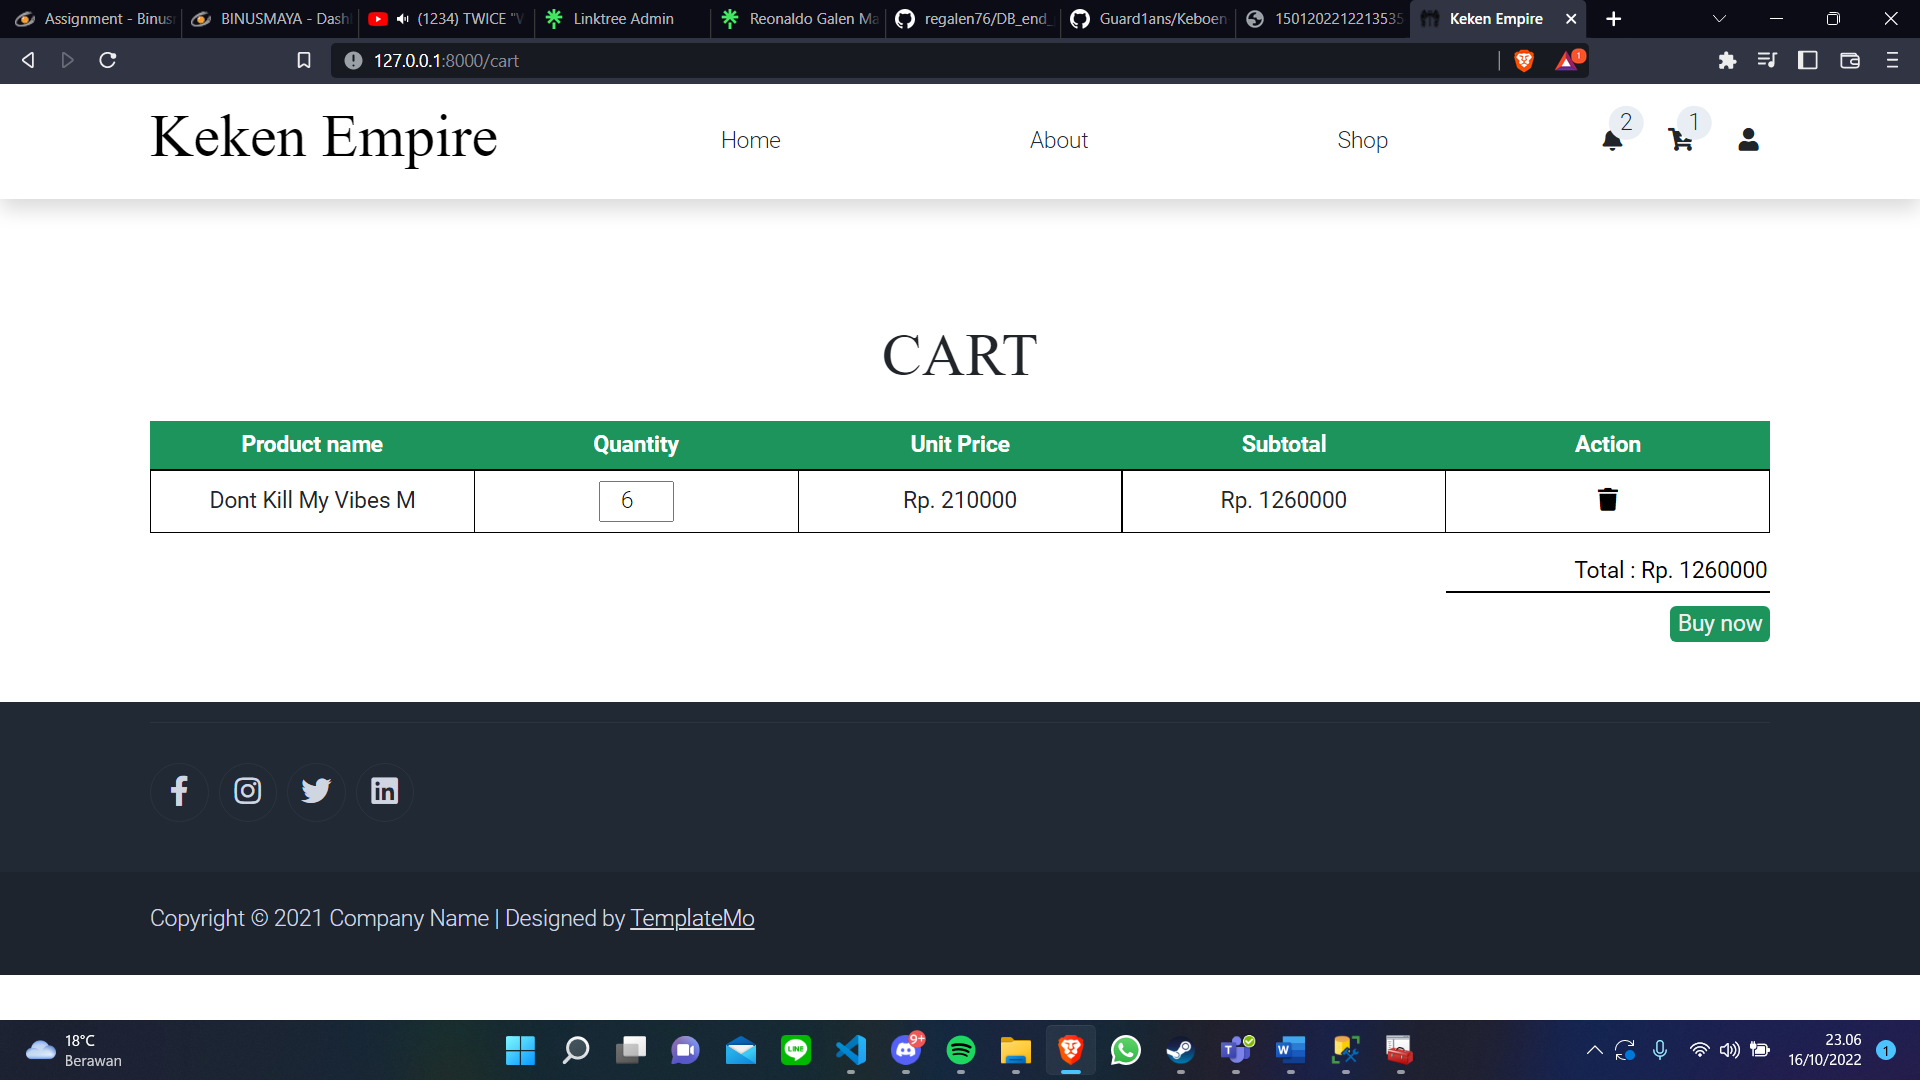 Assignment - Binus
BINUSMAYA - Dash
(1234) TWICE "V
Linktree Admin
Reonaldo Galen Ma
regalen76/DB_end_
Guard1ans/Keboen
1501202212213535
Keken Empire
127.0.0.1:8000/cart
1
Keken Empire
Home
About
Shop
2
1
CART
Product name Quantity Unit Price Subtotal Action
Dont Kill My Vibes M 6 Rp. 210000 Rp. 1260000
Total : Rp. 1260000
Buy now
Copyright © 2021 Company Name | Designed by TemplateMo
18°C
Berawan
LINE
9+
23.06
16/10/2022
1